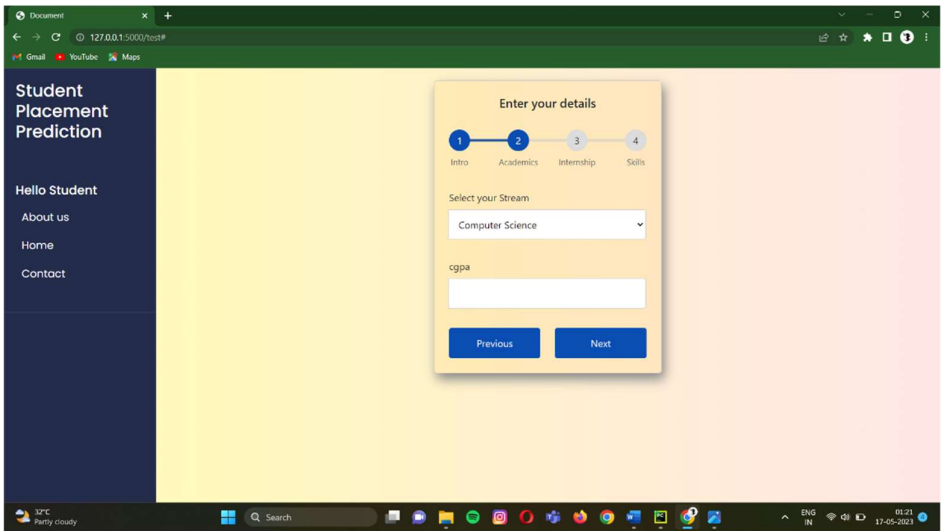 Document
127.0.0.1:5000/test#
Gmail YouTube Maps
Student
Placement
Prediction
Hello Student
About us
Home
Contact
Enter your details
1 2 3 4
Intro Academics Internship Skills
Select your Stream
Computer Science
cgpa
Previous Next
32°C
Partly cloudy
Search
ENG
IN
01:21
17-05-2023